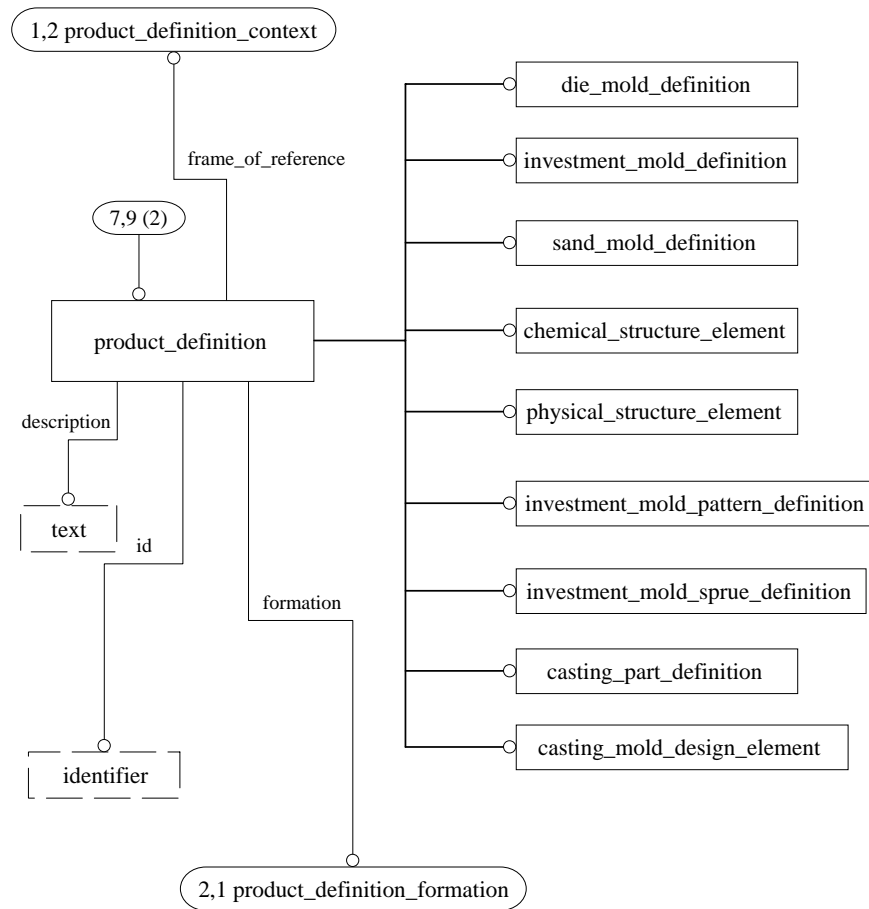 1,2 product_definition_context
die_mold_definition
frame_of_reference
investment_mold_definition
7,9 (2)
sand_mold_definition
product_definition
chemical_structure_element
description
physical_structure_element
text
investment_mold_pattern_definition
id
formation
investment_mold_sprue_definition
casting_part_definition
identifier
casting_mold_design_element
2,1 product_definition_formation